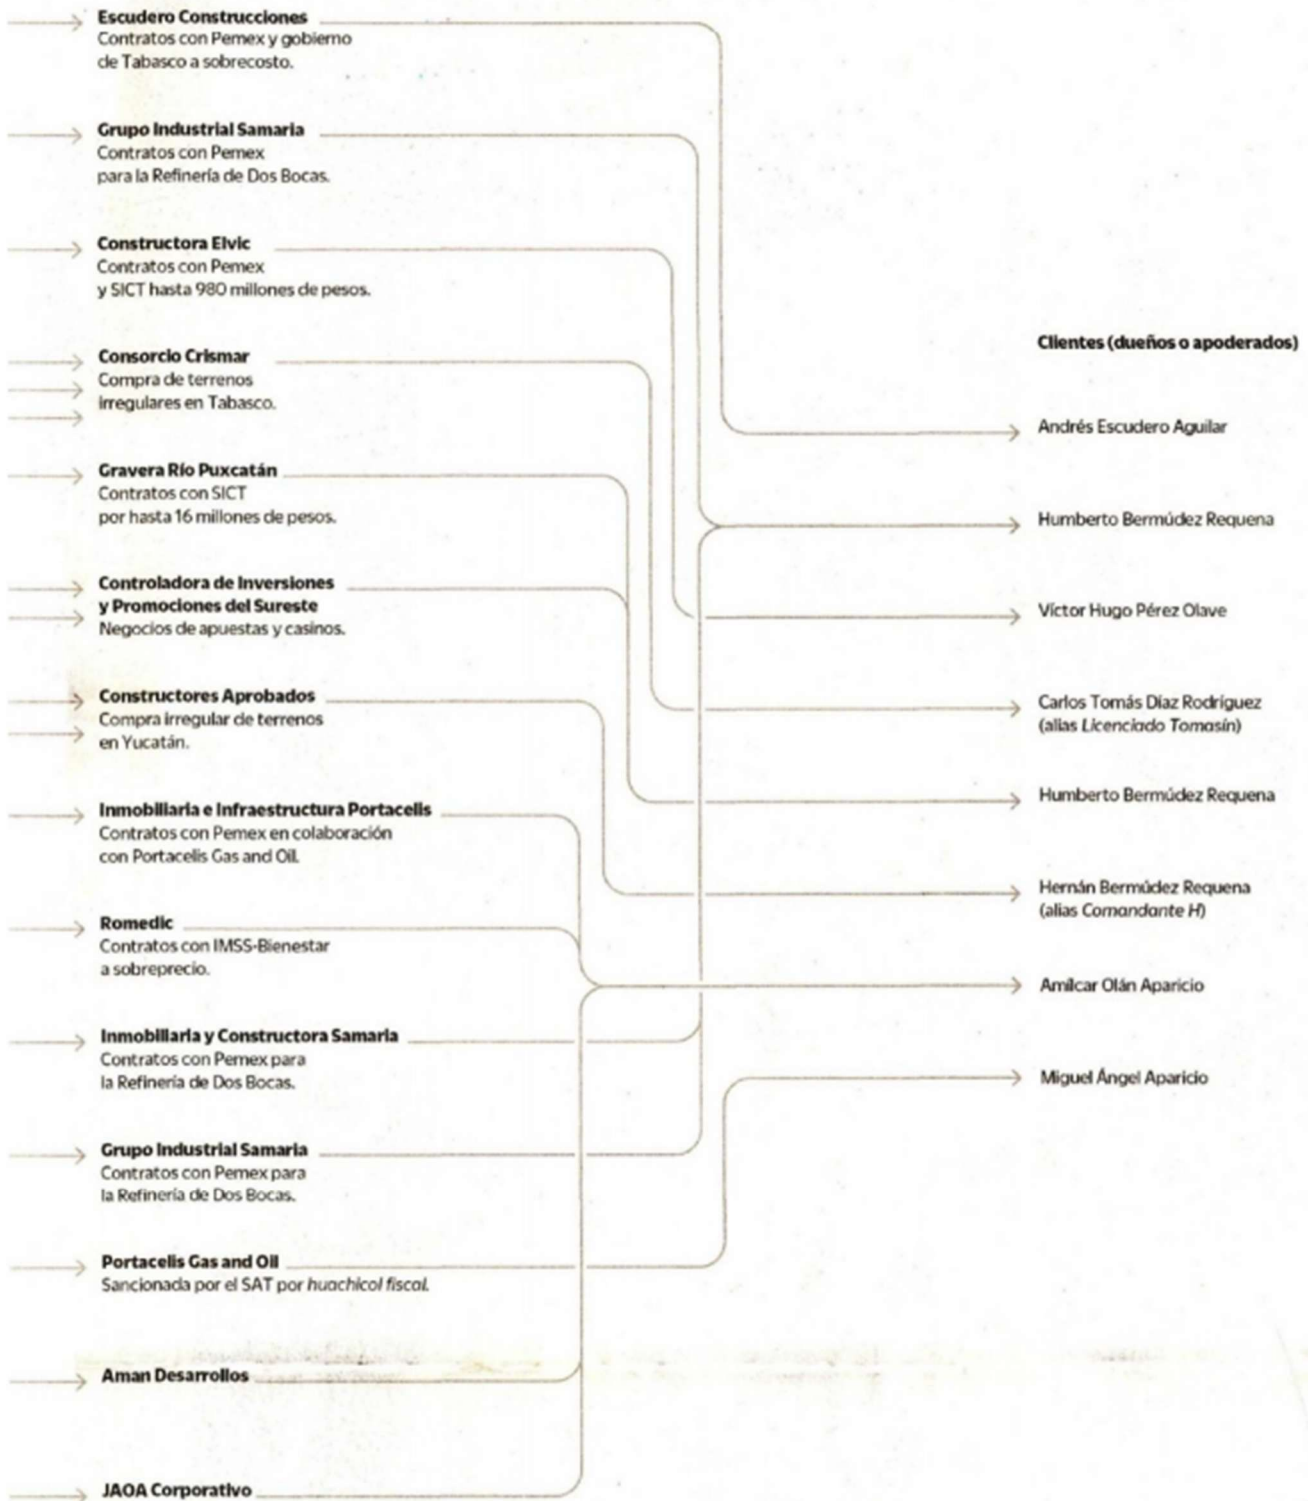 Escudero Construcciones
Contratos con Pemex y gobierno
de Tabasco a sobrecosto.
Grupo Industrial Samaria
Contratos con Pemex
para la Refinería de Dos Bocas.
Constructora Elvic
Contratos con Pemex
y SICT hasta 980 millones de pesos.
Consorcio Crismar
Compra de terrenos
irregulares en Tabasco.
Gravera Río Puxcatán
Contratos con SICT
por hasta 16 millones de pesos.
Controladora de Inversiones
y Promociones del Sureste
Negocios de apuestas y casinos.
Constructores Aprobados
Compra irregular de terrenos
en Yucatán.
Inmobiliaria e Infraestructura Portacelis
Contratos con Pemex en colaboración
con Portacelis Gas and Oil.
Romedic
Contratos con IMSS-Bienestar
a sobreprecio.
Inmobiliaria y Constructora Samaria
Contratos con Pemex para
la Refinería de Dos Bocas.
Grupo Industrial Samaria
Contratos con Pemex para
la Refinería de Dos Bocas.
Portacelis Gas and Oil
Sancionada por el SAT por huachicol fiscal.
Aman Desarrollos
JAOA Corporativo
Clientes (dueños o apoderados)
Andrés Escudero Aguilar
Humberto Bermúdez Requena
Víctor Hugo Pérez Olave
Carlos Tomás Díaz Rodríguez
(alias Licenciado Tomasín)
Humberto Bermúdez Requena
Hernán Bermúdez Requena
(alias Comandante H)
Amílcar Olán Aparicio
Miguel Ángel Aparicio